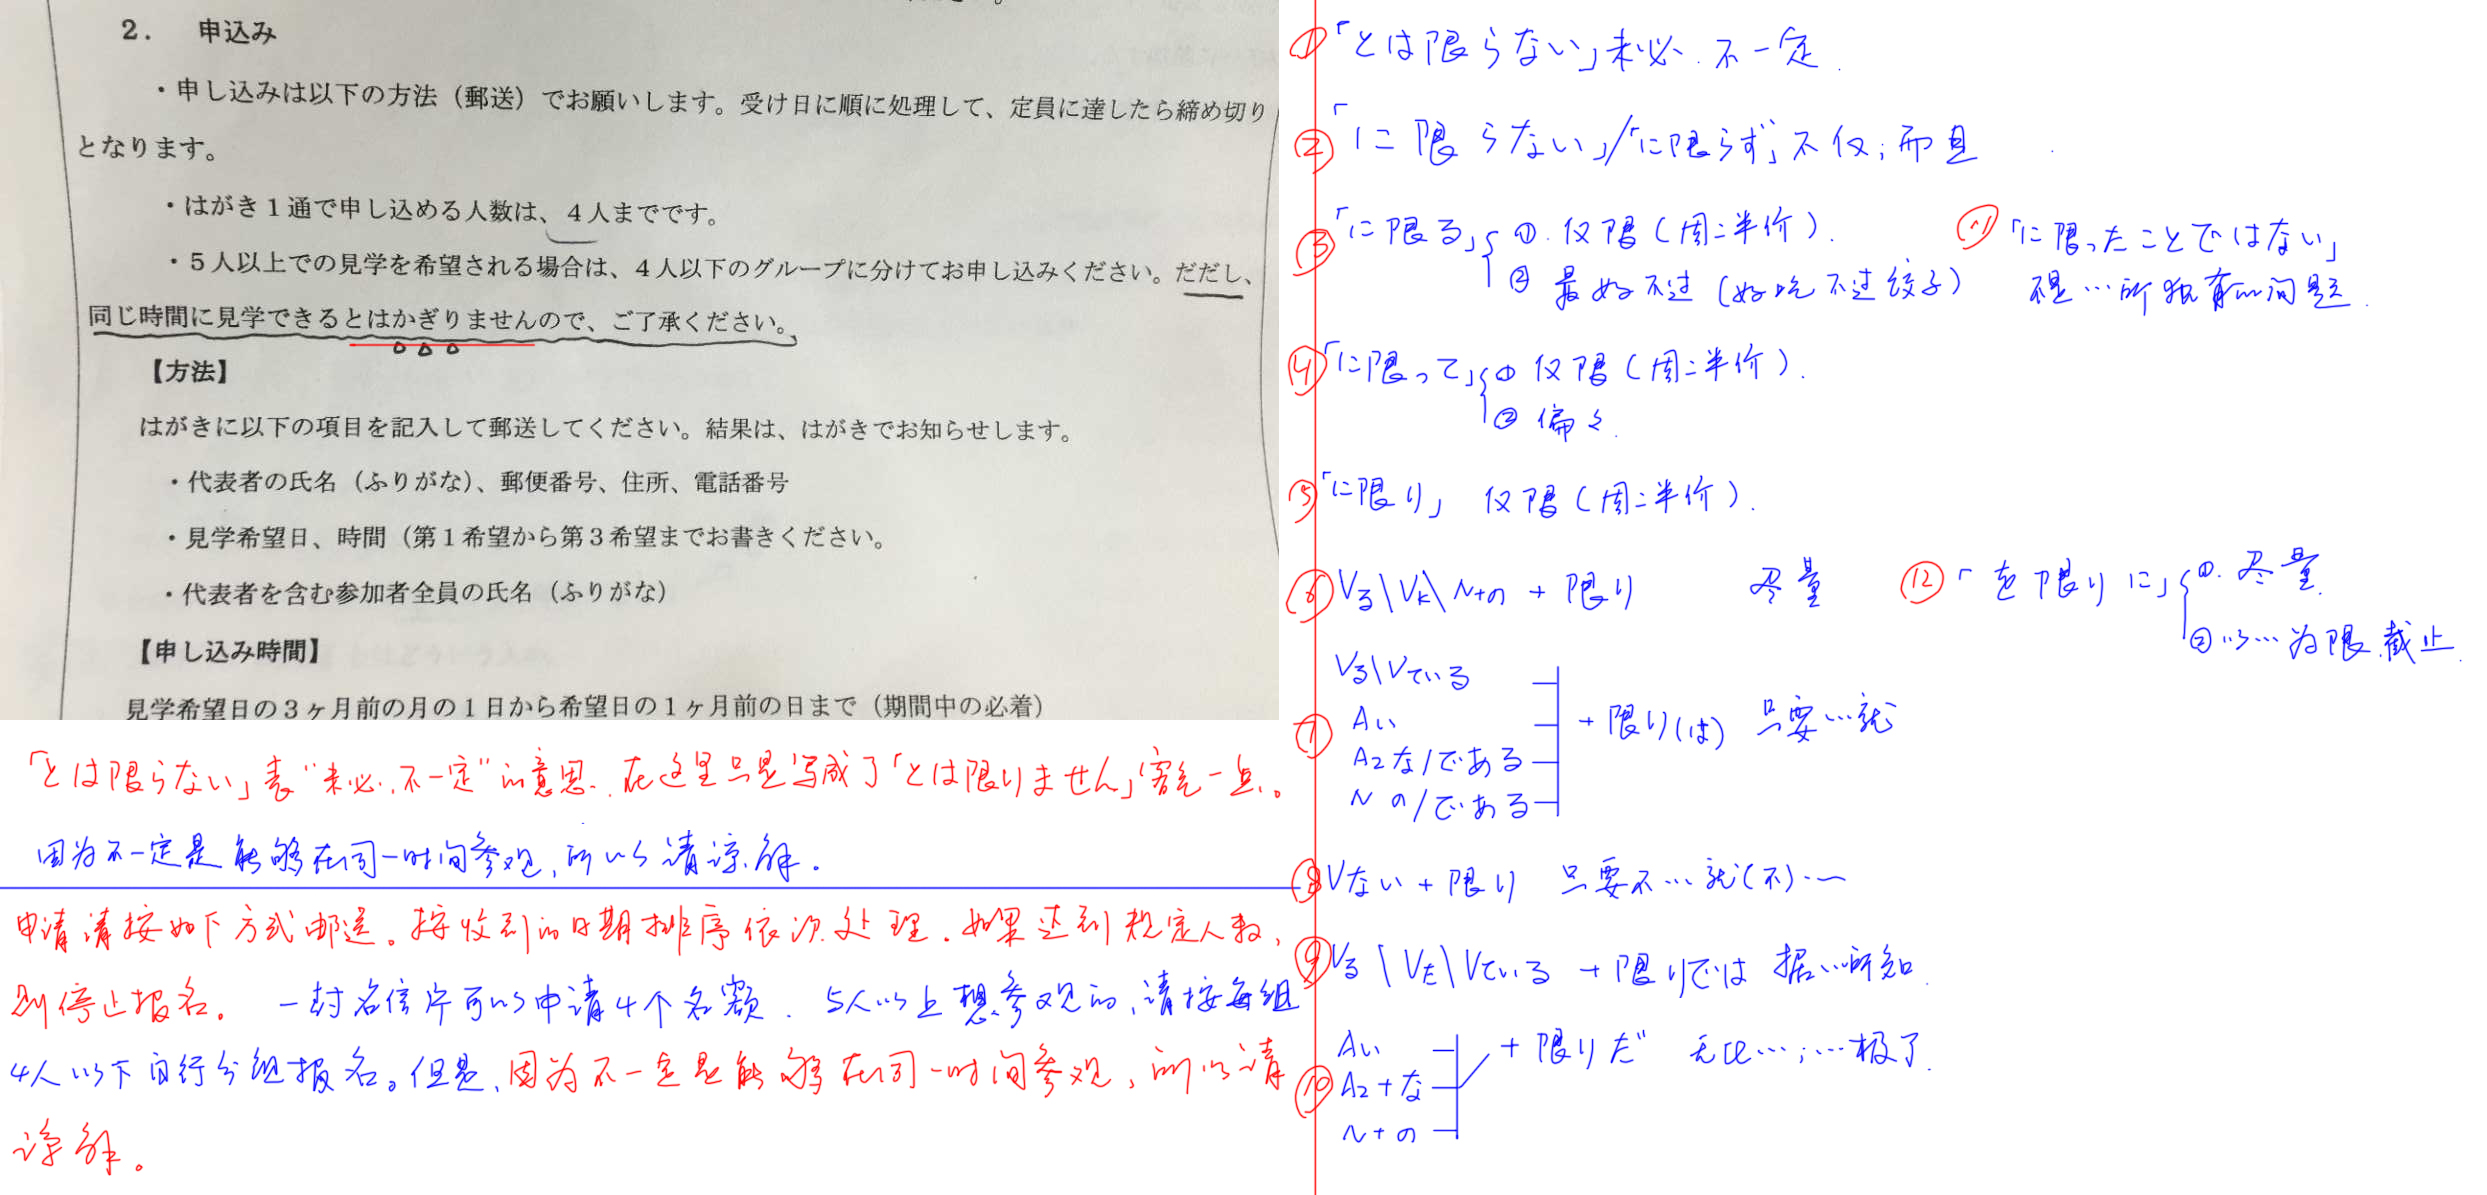 2. 申込み
・申し込みは以下の方法（郵送）でお願いします。受け日に順に処理して、定員に達したら締め切り
となります。
・はがき１通で申し込める人数は、４人までです。
・５人以上での見学を希望される場合は、４人以下のグループに分けてお申し込みください。だだし、
同じ時間に見学できるとはかぎりませんので、ご了承ください。
【方法】
はがきに以下の項目を記入して郵送してください。結果は、はがきでお知らせします。
・代表者の氏名（ふりがな）、郵便番号、住所、電話番号
・見学希望日、時間（第１希望から第３希望までお書きください。
・代表者を含む参加者全員の氏名（ふりがな）
【申し込み時間】
見学希望日の３ヶ月前の月の１日から希望日の１ヶ月前の日まで（期間中の必着）
「とは限らない」表“未必、不一定”的意思. 在这里只是写成了「とは限りません」客气一点。
因为不一定是能够在同一时间参观,所以请谅解.
申请请按如下方式邮送。按收到的日期排序依次处理.如果达到规定人数,
则停止报名。一封名信片可以申请4个名额. 5人以上想参观的,请按每组
4人以下自行分组报名。但是,因为不一定是能够在同一时间参观,所以请
谅解。
①「とは限らない」未必.不一定.
②「に限らない」/「に限らず」不仅;而且
③「に限る」①.仅限(周二半价).
② 最好不过(好吃不过饺子)
⑪「に限ったことではない」
不是…所独有的问题.
④「に限って」① 仅限(周二半价).
② 偏々.
⑤「に限り」 仅限(周二半价).
⑥ Vる\Vた\N+の + 限り 尽量
⑫「を限りに」①.尽量.
② 以…为限.截止.
⑦ Vる\Vている
Aい
A2な/である
Nの/である
+ 限り(は) 只要…就
⑧ Vない + 限り 只要不…就(不)…
⑨ Vる\Vた\Vている + 限りでは 据…所知.
⑩ Aい
A2+な
N+の
+ 限りだ 无比…;…极了.